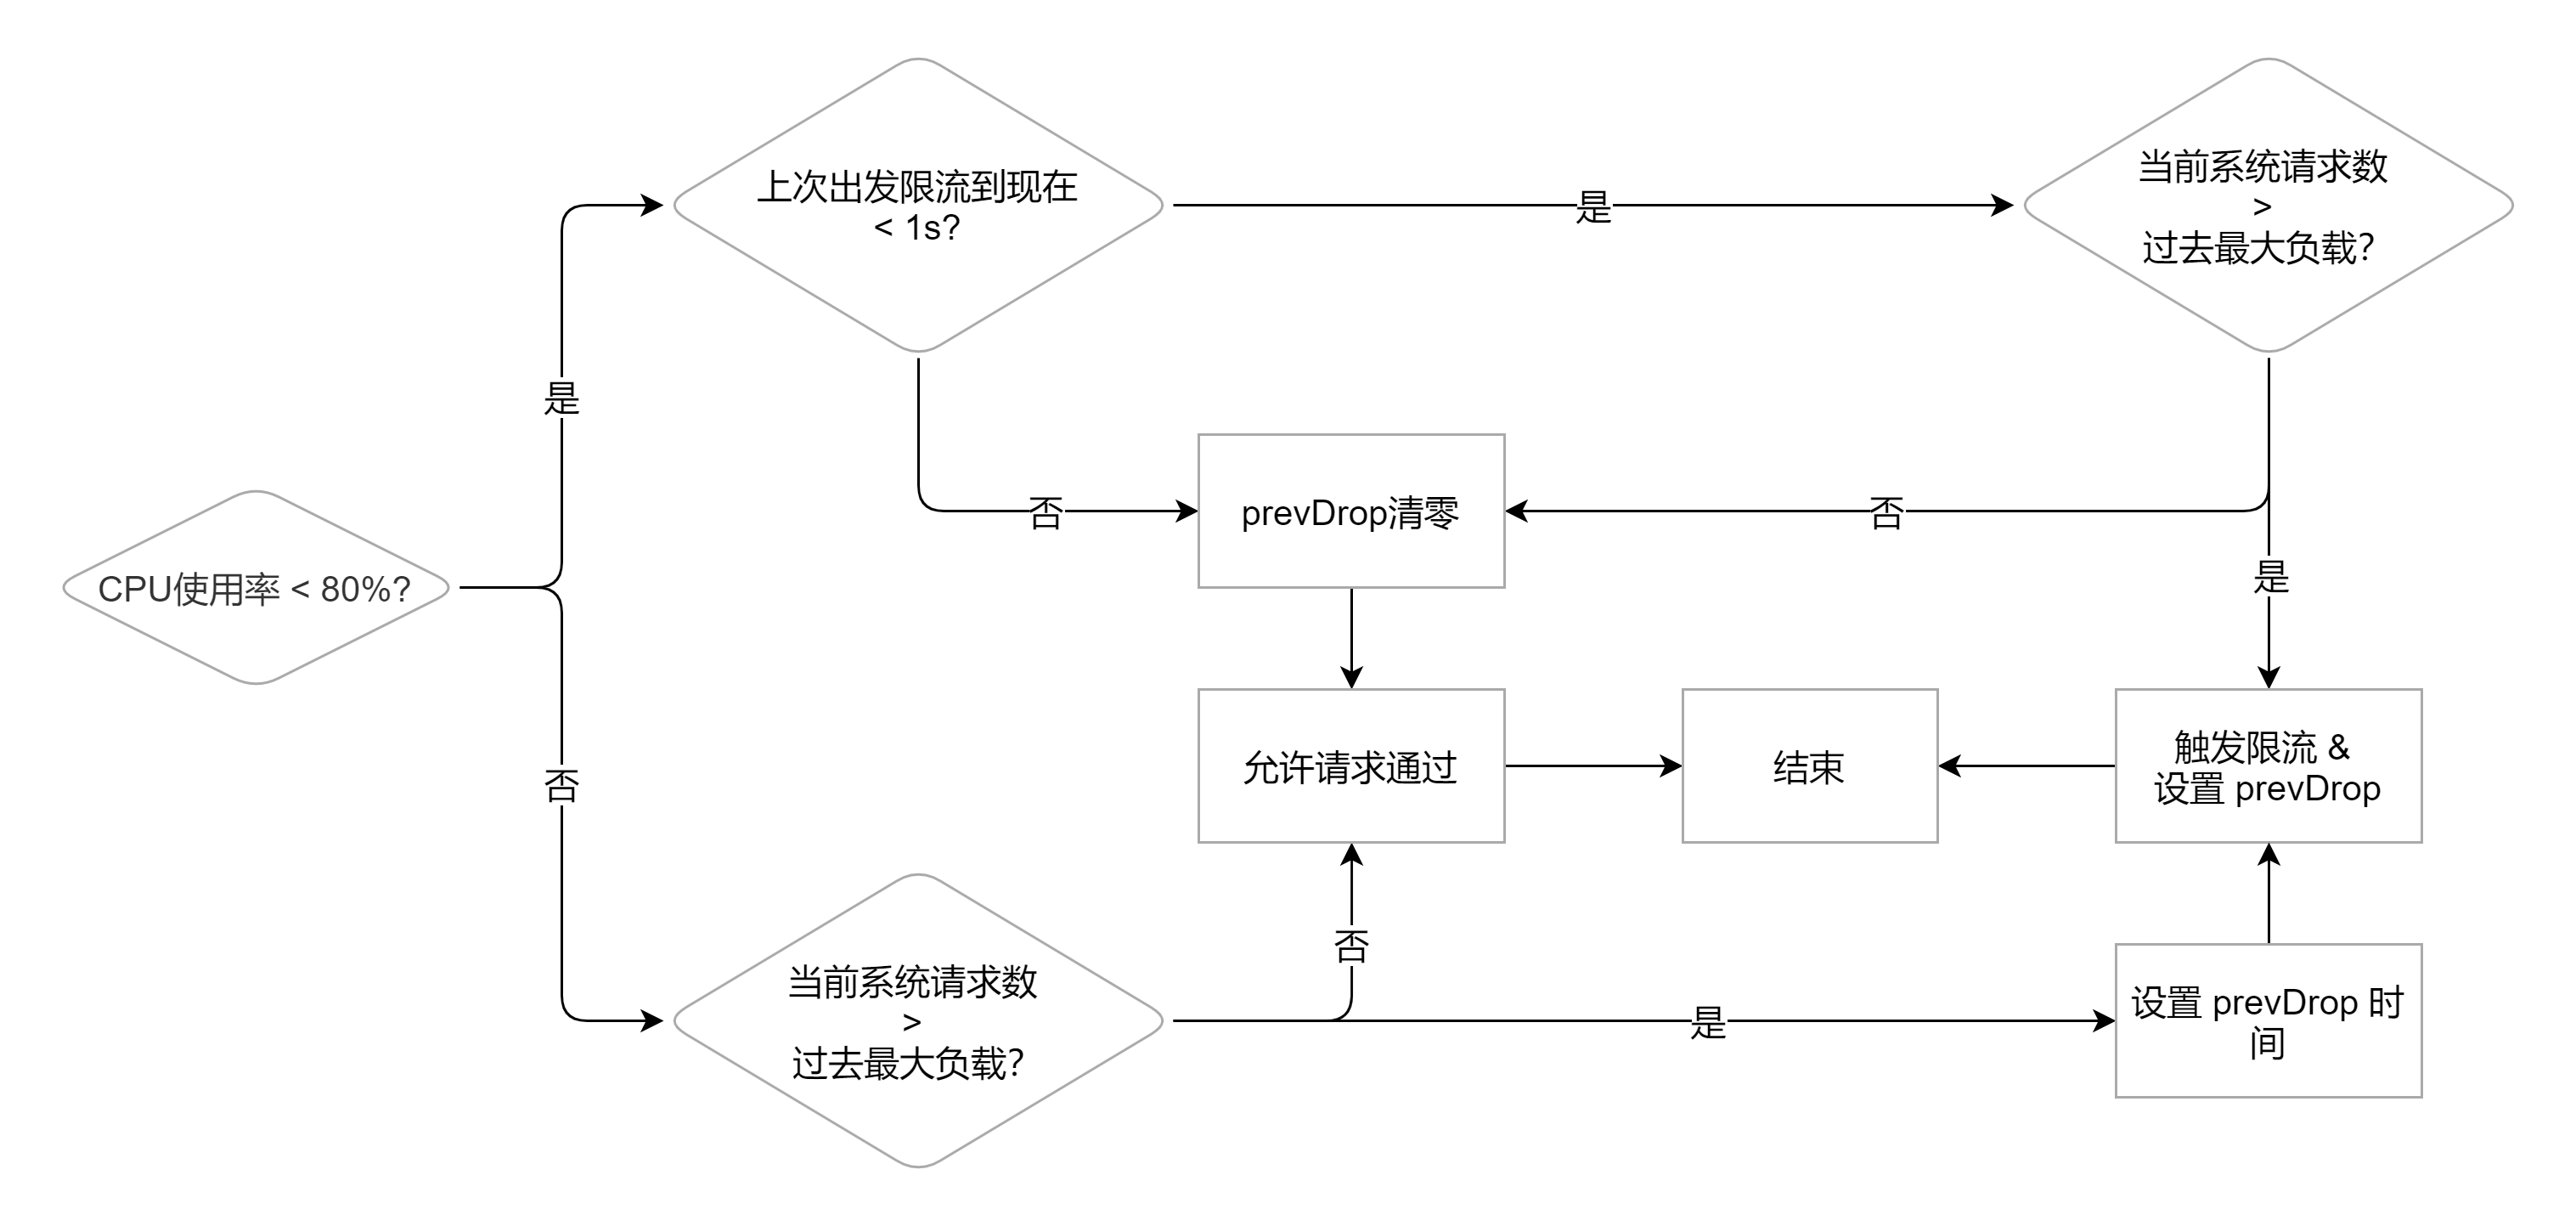 上次出发限流到现在
< 1s?
是
当前系统请求数
>
过去最大负载?
是
否
prevDrop清零
否
是
CPU使用率 < 80%?
否
允许请求通过
结束
触发限流 &
设置 prevDrop
当前系统请求数
>
过去最大负载?
否
是
设置 prevDrop 时
间